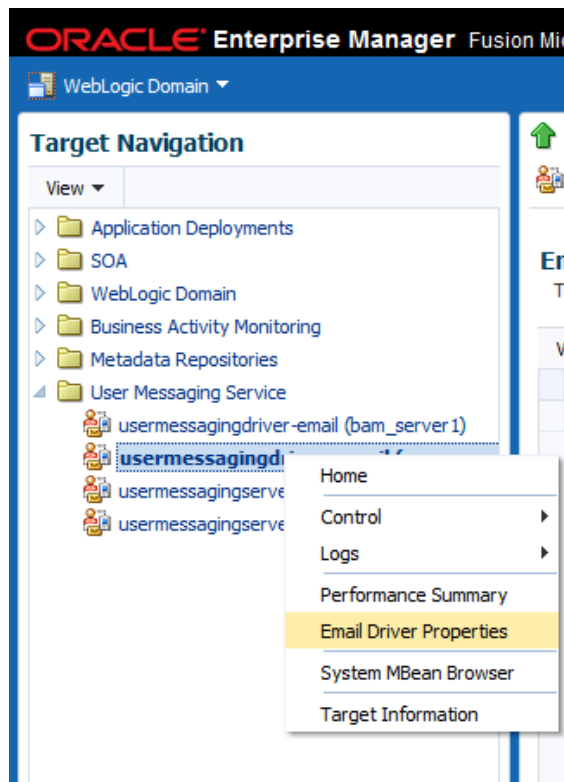 ORACLE Enterprise Manager Fusion Mi
WebLogic Domain
Target Navigation
View
Application Deployments
SOA
WebLogic Domain
Business Activity Monitoring
Metadata Repositories
User Messaging Service
usermessagingdriver-email (bam_server1)
usermessagingd
usermessagingserve
usermessagingserve
Home
Control
Logs
Performance Summary
Email Driver Properties
System MBean Browser
Target Information